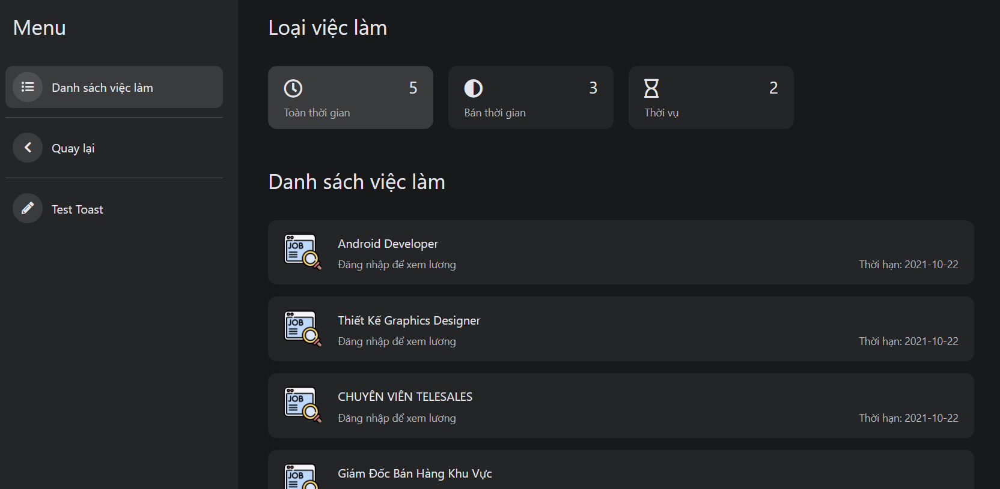 Menu
Danh sách việc làm
Quay lại
Test Toast
Loại việc làm
5
Toàn thời gian
3
Bán thời gian
2
Thời vụ
Danh sách việc làm
JOB
Android Developer
Đăng nhập để xem lương
Thời hạn: 2021-10-22
JOB
Thiết Kế Graphics Designer
Đăng nhập để xem lương
Thời hạn: 2021-10-22
JOB
CHUYÊN VIÊN TELESALES
Đăng nhập để xem lương
Thời hạn: 2021-10-22
JOB
Giám Đốc Bán Hàng Khu Vực